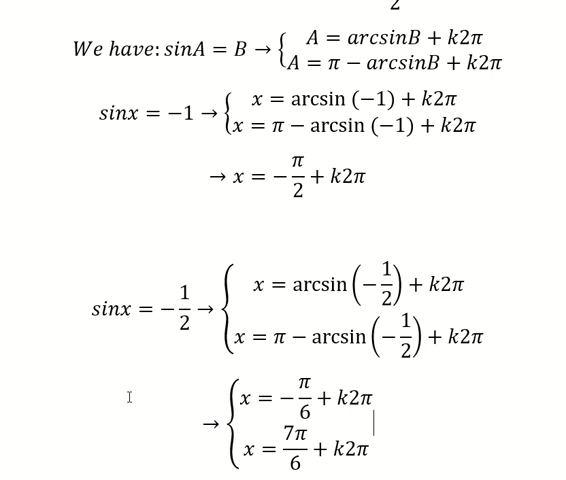 2
We have: sinA = B → { A = arcsinB + k2π
A = π − arcsinB + k2π
sinx = −1 → { x = arcsin (−1) + k2π
x = π − arcsin (−1) + k2π
→ x = −π/2 + k2π
sinx = −1/2 → { x = arcsin(−1/2) + k2π
x = π − arcsin(−1/2) + k2π
→ { x = −π/6 + k2π
x = 7π/6 + k2π